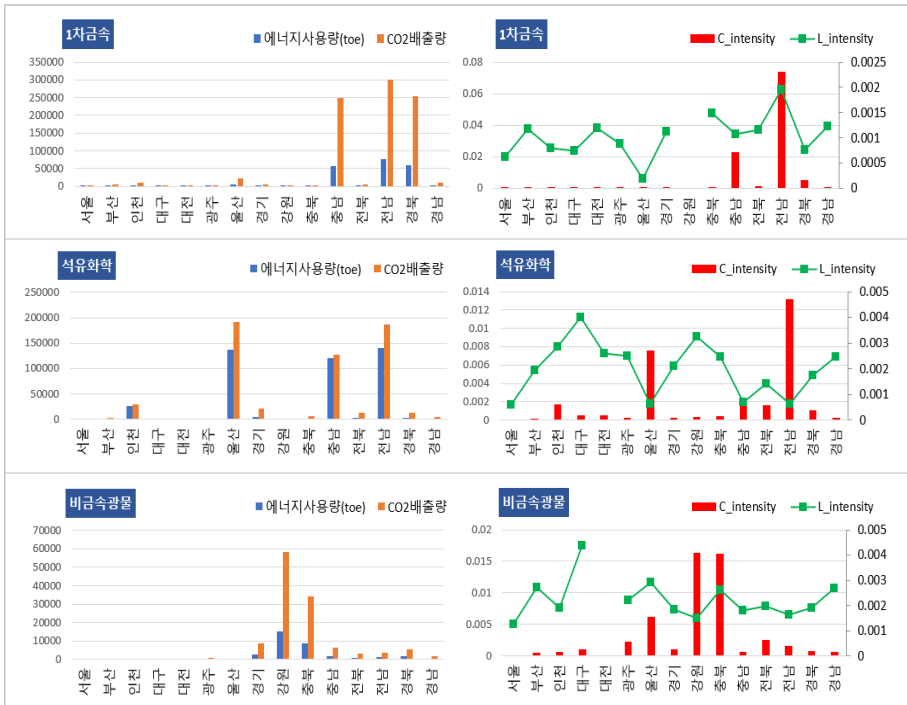 1차금속
에너지사용량(toe) CO2배출량
350000
300000
250000
200000
150000
100000
50000
0
서울 부산 인천 대구 대전 광주 울산 경기 강원 충북 충남 전북 전남 경북 경남
1차금속
C_intensity L_intensity
0.08 0.0025
0.06 0.002
0.04 0.0015
0.02 0.001
0 0.0005
0
서울 부산 인천 대구 대전 광주 울산 경기 강원 충북 충남 전북 전남 경북 경남
석유화학
에너지사용량(toe) CO2배출량
250000
200000
150000
100000
50000
0
서울 부산 인천 대구 대전 광주 울산 경기 강원 충북 충남 전북 전남 경북 경남
석유화학
C_intensity L_intensity
0.014 0.005
0.012 0.004
0.01 0.003
0.008 0.002
0.006 0.001
0.004 0
0.002
0
서울 부산 인천 대구 대전 광주 울산 경기 강원 충북 충남 전북 전남 경북 경남
비금속광물
에너지사용량(toe) CO2배출량
70000
60000
50000
40000
30000
20000
10000
0
서울 부산 인천 대구 대전 광주 울산 경기 강원 충북 충남 전북 전남 경북 경남
비금속광물
C_intensity L_intensity
0.02 0.005
0.015 0.004
0.01 0.003
0.005 0.002
0 0.001
0
서울 부산 인천 대구 대전 광주 울산 경기 강원 충북 충남 전북 전남 경북 경남